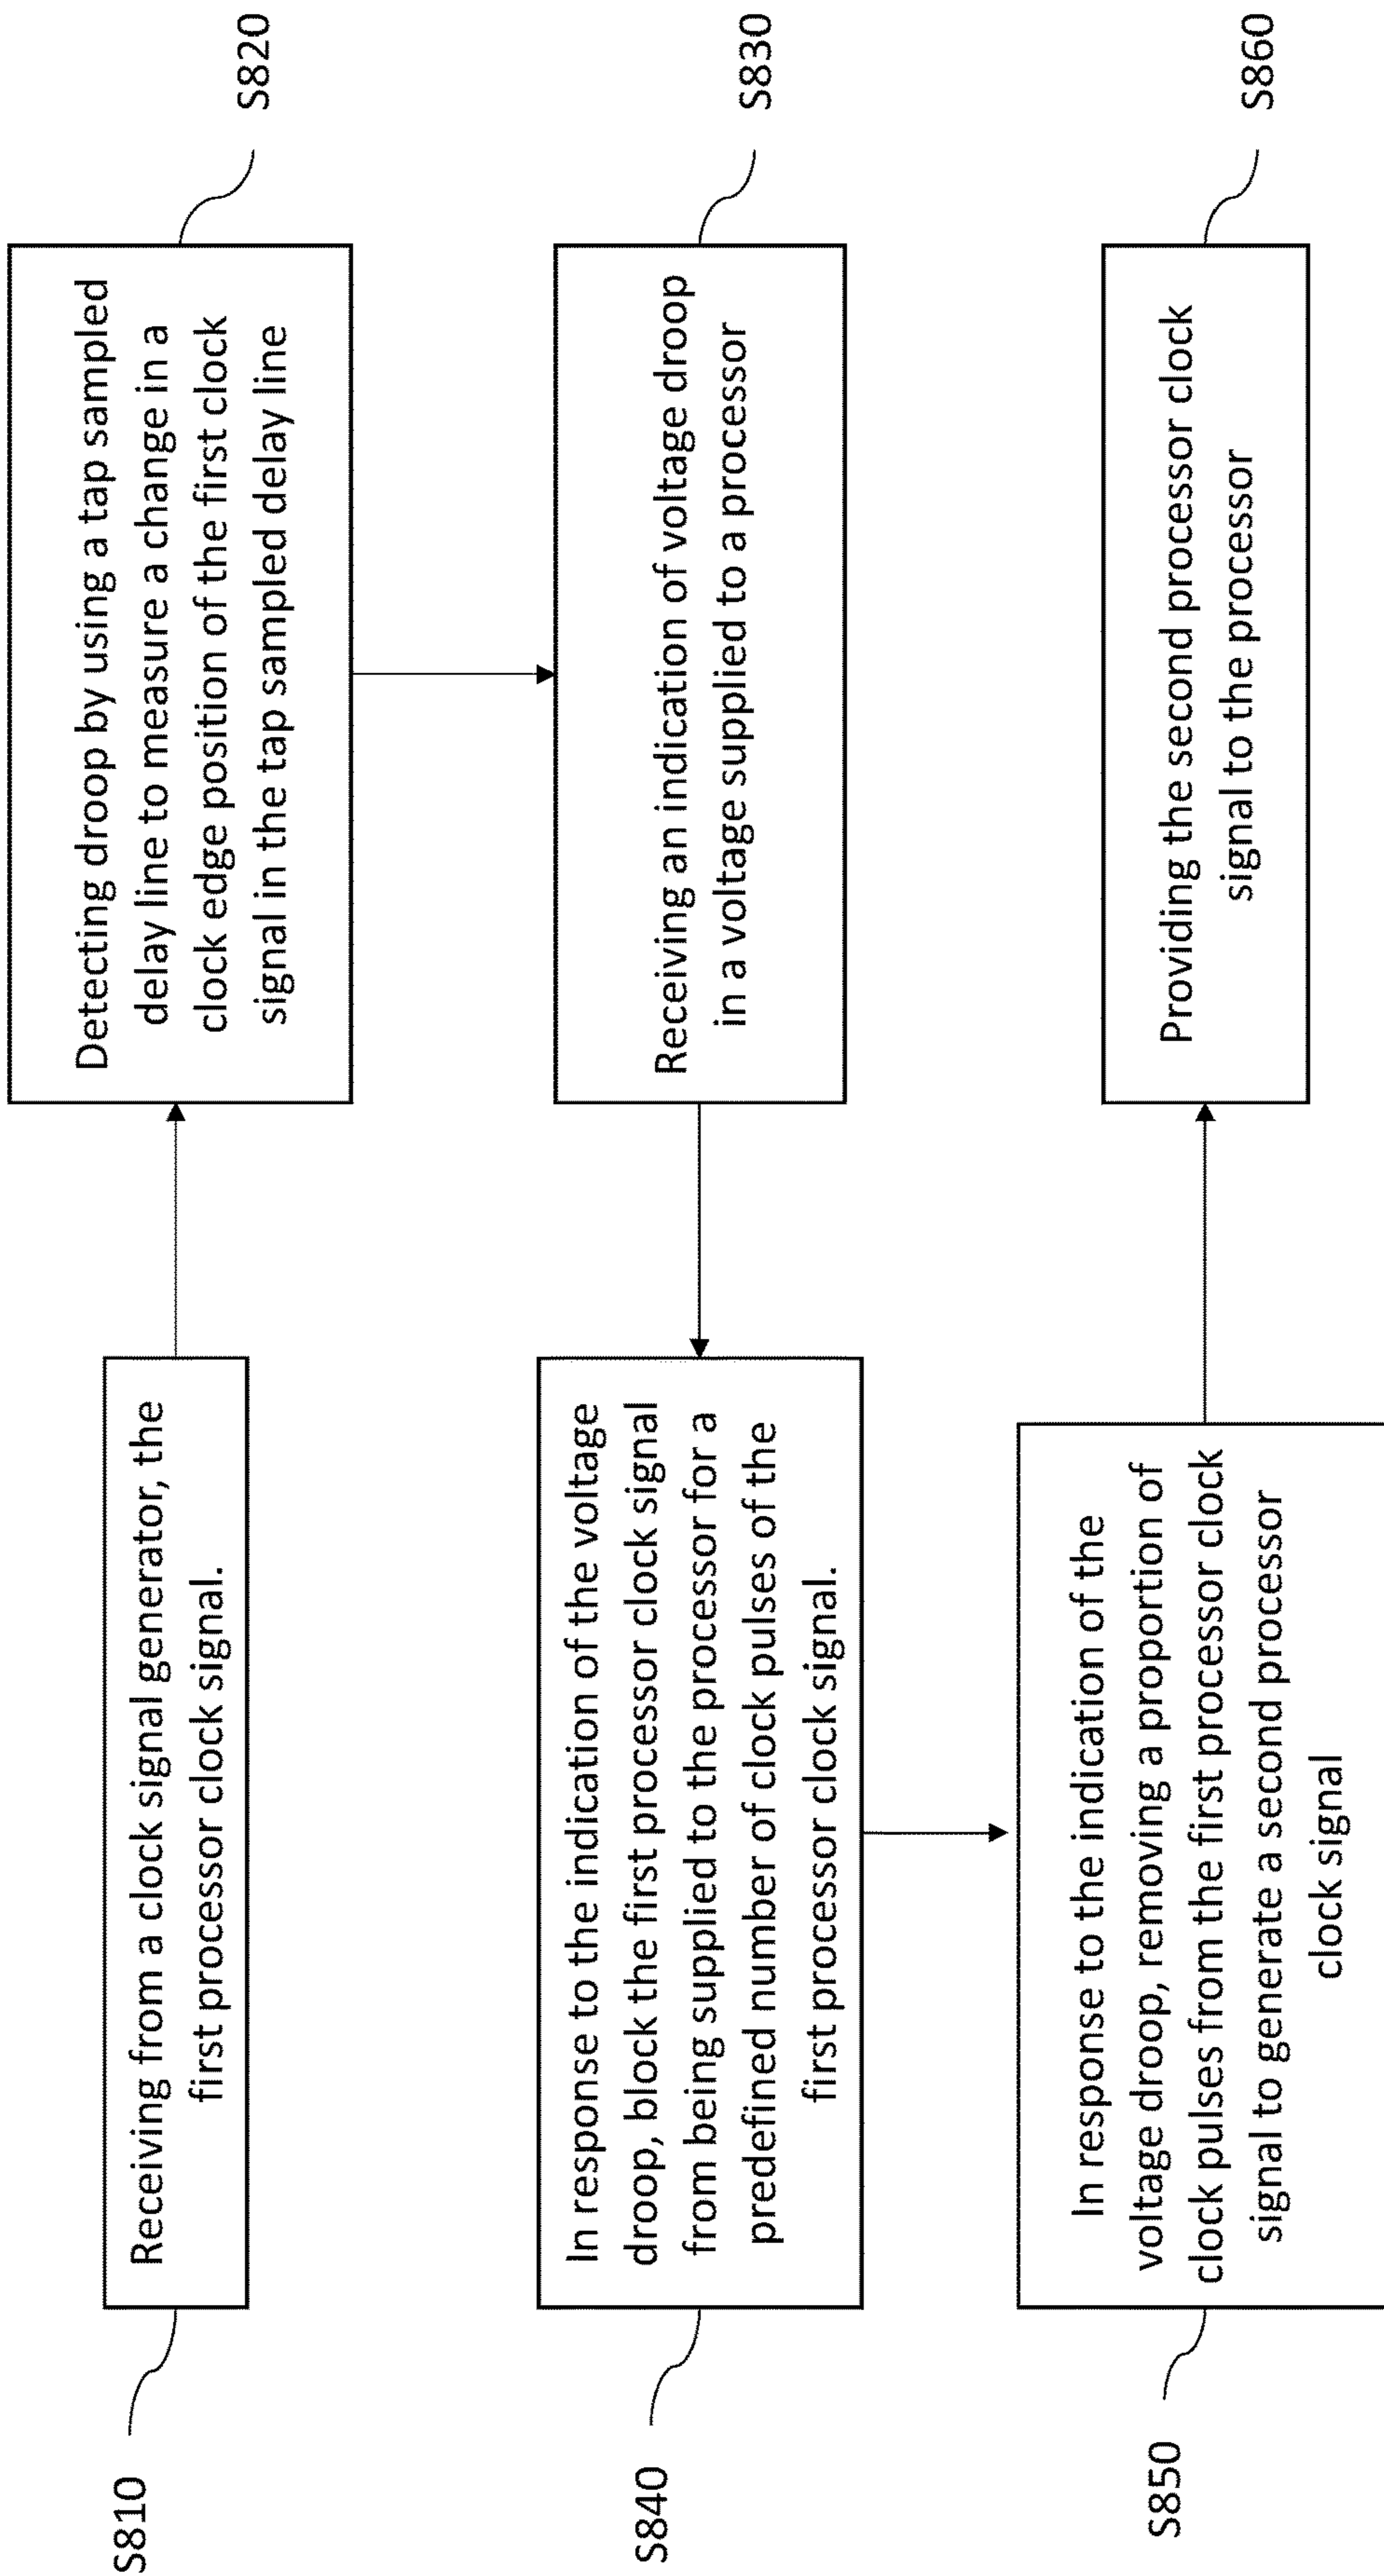 S810
Receiving from a clock signal generator, the
first processor clock signal.
S820
Detecting droop by using a tap sampled
delay line to measure a change in a
clock edge position of the first clock
signal in the tap sampled delay line
S830
Receiving an indication of voltage droop
in a voltage supplied to a processor
S840
In response to the indication of the voltage
droop, block the first processor clock signal
from being supplied to the processor for a
predefined number of clock pulses of the
first processor clock signal.
S850
In response to the indication of the
voltage droop, removing a proportion of
clock pulses from the first processor clock
signal to generate a second processor
clock signal
S860
Providing the second processor clock
signal to the processor